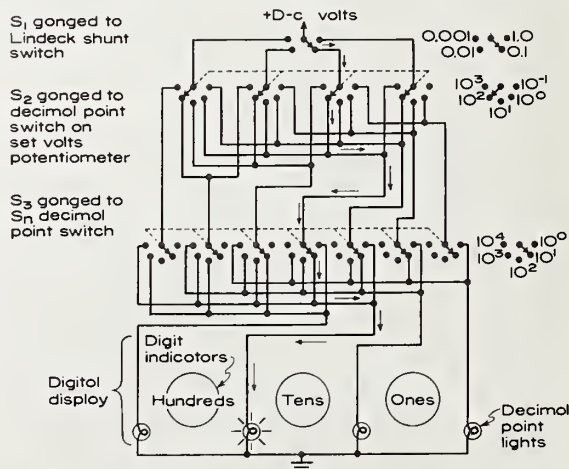 +D-c volts
S1 gonged to
Lindeck shunt
switch
0.001 1.0
0.01 0.1
S2 gonged to
decimol point
switch on
set volts
potentiometer
10³ 10⁻¹
10² 10⁰
10¹
S3 gonged to
Sn decimol
point switch
10⁴ 10⁰
10³ 10¹
10²
Digit
indicotors
Digitol
disploy
Hundreds
Tens
Ones
Decimol
point
lights